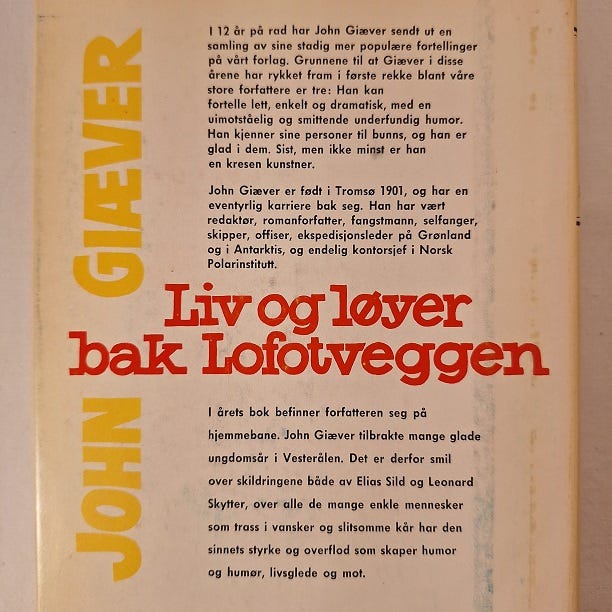 I 12 år på rad har John Giæver sendt ut en
samling av sine stadig mer populære fortellinger
på vårt forlag. Grunnene til at Giæver i disse
årene har rykket fram i første rekke blant våre
store forfattere er tre: Han kan
fortelle lett, enkelt og dramatisk, med en
uimotståelig og smittende underfundig humor.
Han kjenner sine personer til bunns, og han er
glad i dem. Sist, men ikke minst er han
en kresen kunstner.
John Giæver er født i Tromsø 1901, og har en
eventyrlig karriere bak seg. Han har vært
redaktør, romanforfatter, fangstmann, selfanger,
skipper, offiser, ekspedisjonsleder på Grønland
og i Antarktis, og endelig kontorsjef i Norsk
Polarinstitutt.
JOHN GIÆVER
Liv og løyer
bak Lofotveggen
I årets bok befinner forfatteren seg på
hjemmebane. John Giæver tilbrakte mange glade
ungdomsår i Vesterålen. Det er derfor smil
over skildringene både av Elias Sild og Leonard
Skytter, over alle de mange enkle mennesker
som trass i vansker og slitsomme kår har den
sinnets styrke og overflod som skaper humor
og humør, livsglede og mot.